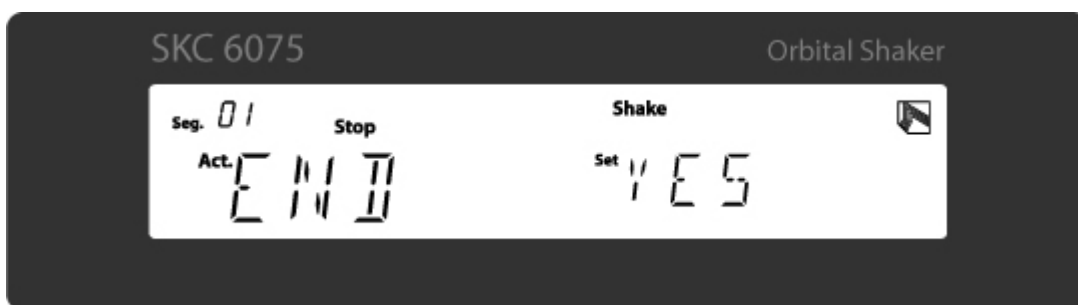 SKC 6075 Orbital Shaker
Seg. 01 Stop Shake
Act. END Set YES